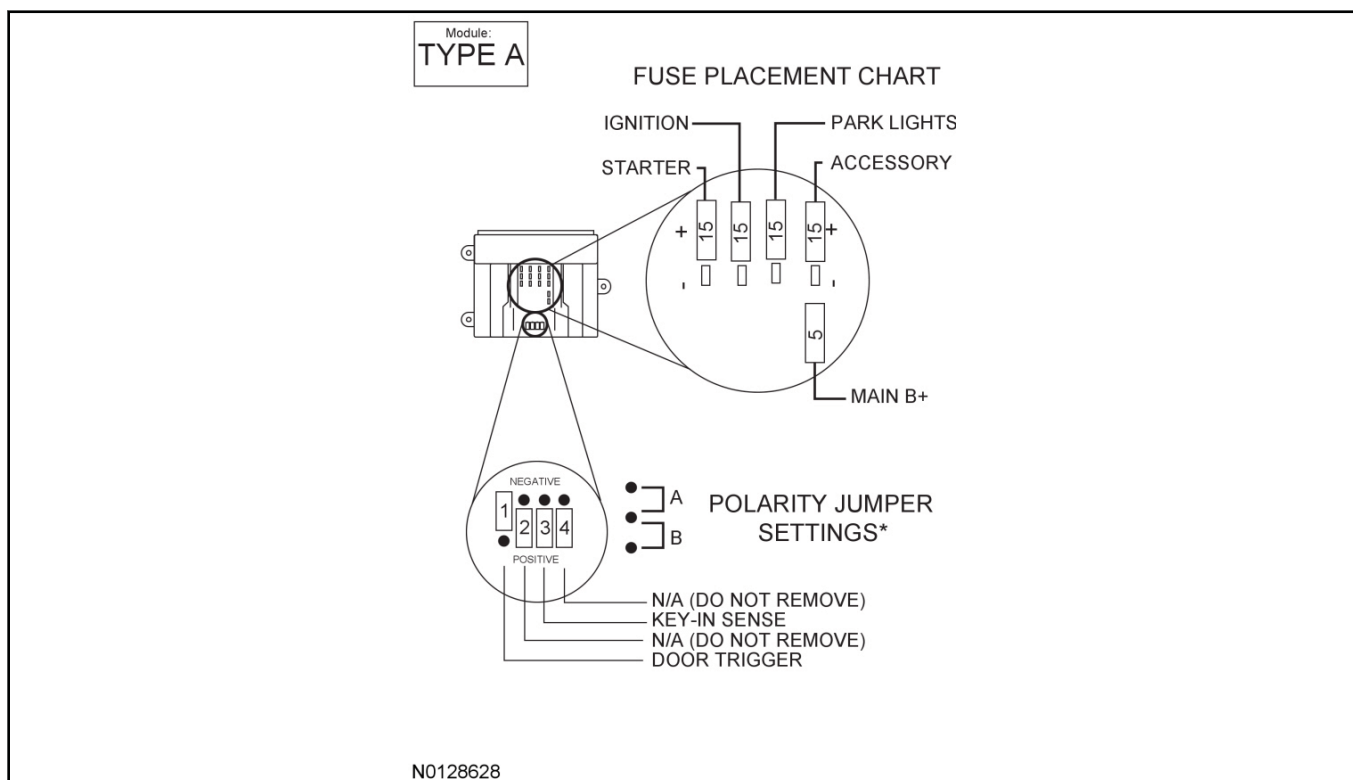 Module:
TYPE A
FUSE PLACEMENT CHART
IGNITION
PARK LIGHTS
STARTER
ACCESSORY
+ 15 15 15 15 +
- -
5
MAIN B+
NEGATIVE
1 2 3 4
POSITIVE
A
B
POLARITY JUMPER
SETTINGS*
N/A (DO NOT REMOVE)
KEY-IN SENSE
N/A (DO NOT REMOVE)
DOOR TRIGGER
N0128628